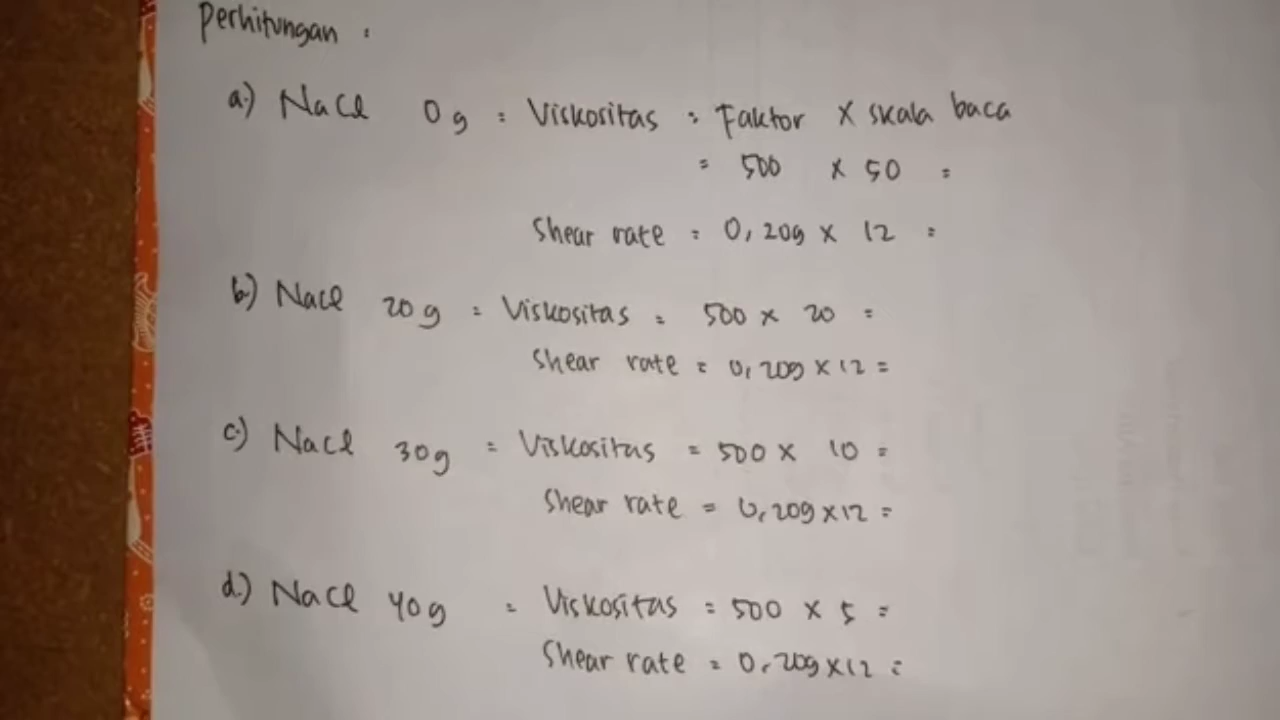 Perhitungan :
a.) NaCl 0 g = Viskositas = Faktor x skala baca
= 500 x 50 =
Shear rate = 0,209 x 12 =
b.) NaCl 20 g = Viskositas = 500 x 20 =
Shear rate = 0,209 x 12 =
c.) NaCl 30 g = Viskositas = 500 x 10 =
Shear rate = 0,209 x 12 =
d.) NaCl 40 g = Viskositas = 500 x 5 =
Shear rate = 0,209 x 12 =